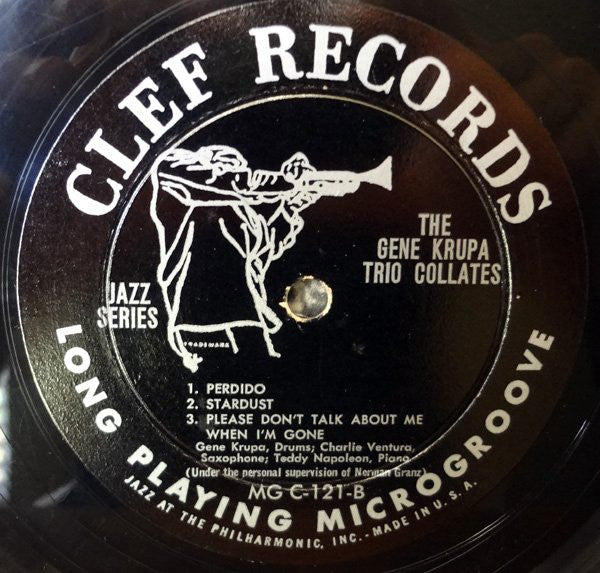 CLEF RECORDS
THE
GENE KRUPA
TRIO COLLATES
JAZZ
SERIES
TRADEMARK
1. PERDIDO
2. STARDUST
3. PLEASE DON'T TALK ABOUT ME
WHEN I'M GONE
Gene Krupa, Drums; Charlie Ventura,
Saxophone; Teddy Napoleon, Piano
(Under the personal supervision of Norman Granz)
MG C-121-B
LONG PLAYING MICROGROOVE
JAZZ AT THE PHILHARMONIC, INC.-MADE IN U.S.A.